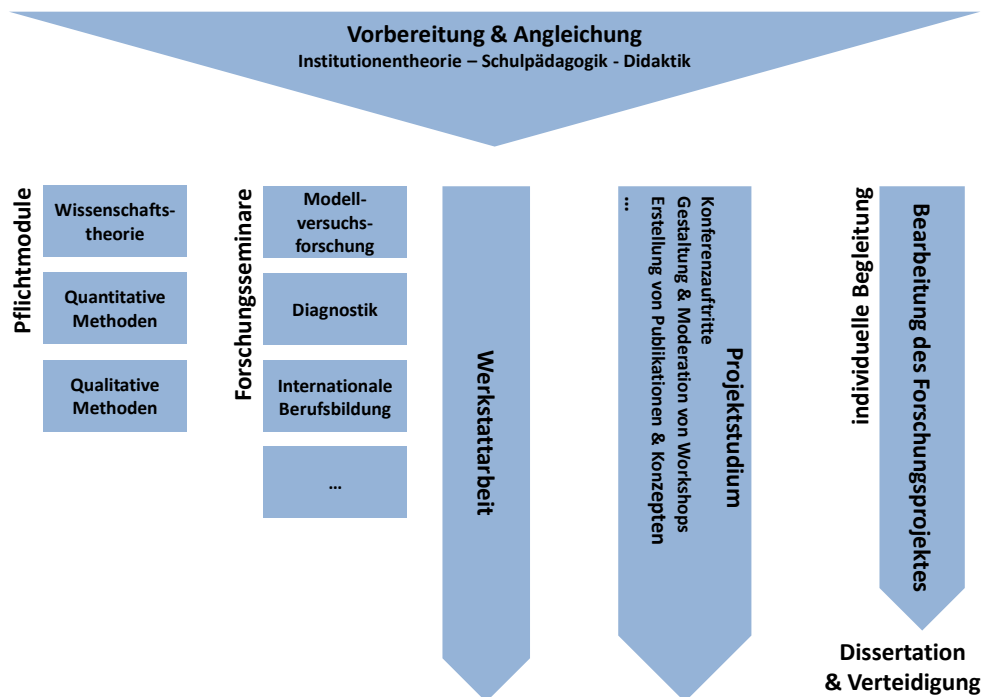 Vorbereitung & Angleichung
Institutionentheorie – Schulpädagogik - Didaktik
Pflichtmodule
Wissenschafts-
theorie
Quantitative
Methoden
Qualitative
Methoden
Forschungsseminare
Modell-
versuchs-
forschung
Diagnostik
Internationale
Berufsbildung
...
Werkstattarbeit
Projektstudium
Konferenzauftritte
Gestaltung & Moderation von Workshops
Erstellung von Publikationen & Konzepten
...
individuelle Begleitung
Bearbeitung des Forschungsprojektes
Dissertation
& Verteidigung